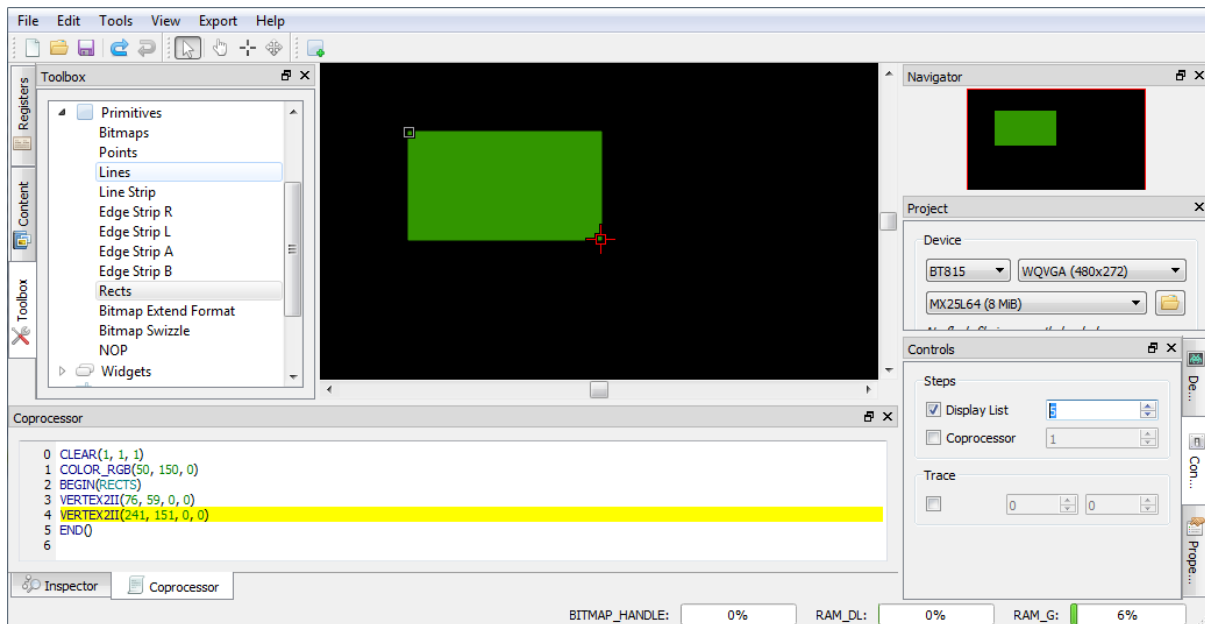 File Edit Tools View Export Help
Registers
Content
Toolbox
Toolbox
Primitives
Bitmaps
Points
Lines
Line Strip
Edge Strip R
Edge Strip L
Edge Strip A
Edge Strip B
Rects
Bitmap Extend Format
Bitmap Swizzle
NOP
Widgets
Navigator
Project
Device
BT815
WQVGA (480x272)
MX25L64 (8 MiB)
Controls
Steps
Display List 5
Coprocessor 1
Trace
0 0
De...
Con...
Prope...
Coprocessor
0 CLEAR(1, 1, 1)
1 COLOR_RGB(50, 150, 0)
2 BEGIN(RECTS)
3 VERTEX2II(76, 59, 0, 0)
4 VERTEX2II(241, 151, 0, 0)
5 END()
6
Inspector
Coprocessor
BITMAP_HANDLE: 0% RAM_DL: 0% RAM_G: 6%